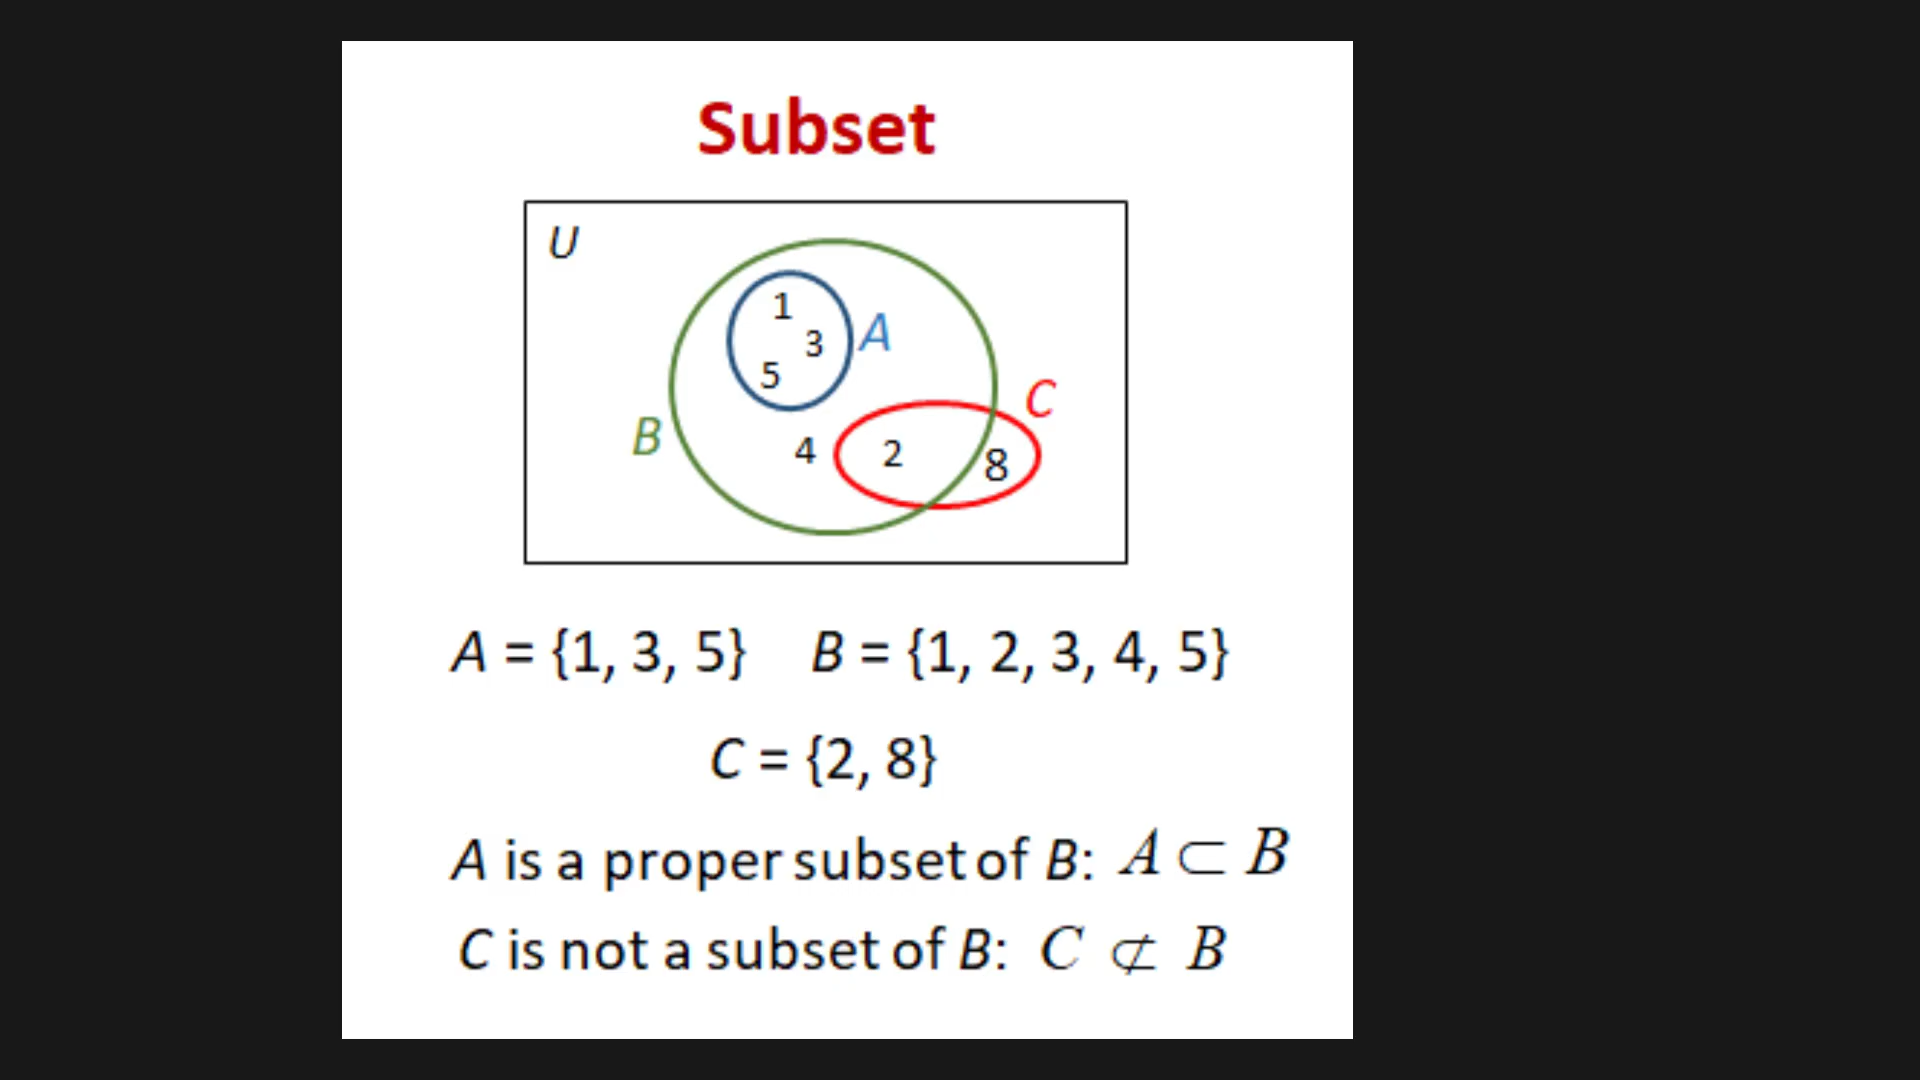 Subset
U
1
3
A
5
C
B
4
2
8
A = {1, 3, 5} B = {1, 2, 3, 4, 5}
C = {2, 8}
A is a proper subset of B: A ⊂ B
C is not a subset of B: C ⊄ B